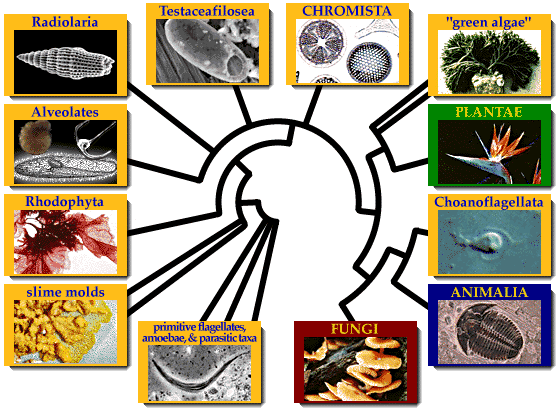 Radiolaria
Testaceafilosea
CHROMISTA
"green algae"
Alveolates
PLANTAE
Rhodophyta
Choanoflagellata
slime molds
primitive flagellates,
amoebae, & parasitic taxa
FUNGI
ANIMALIA